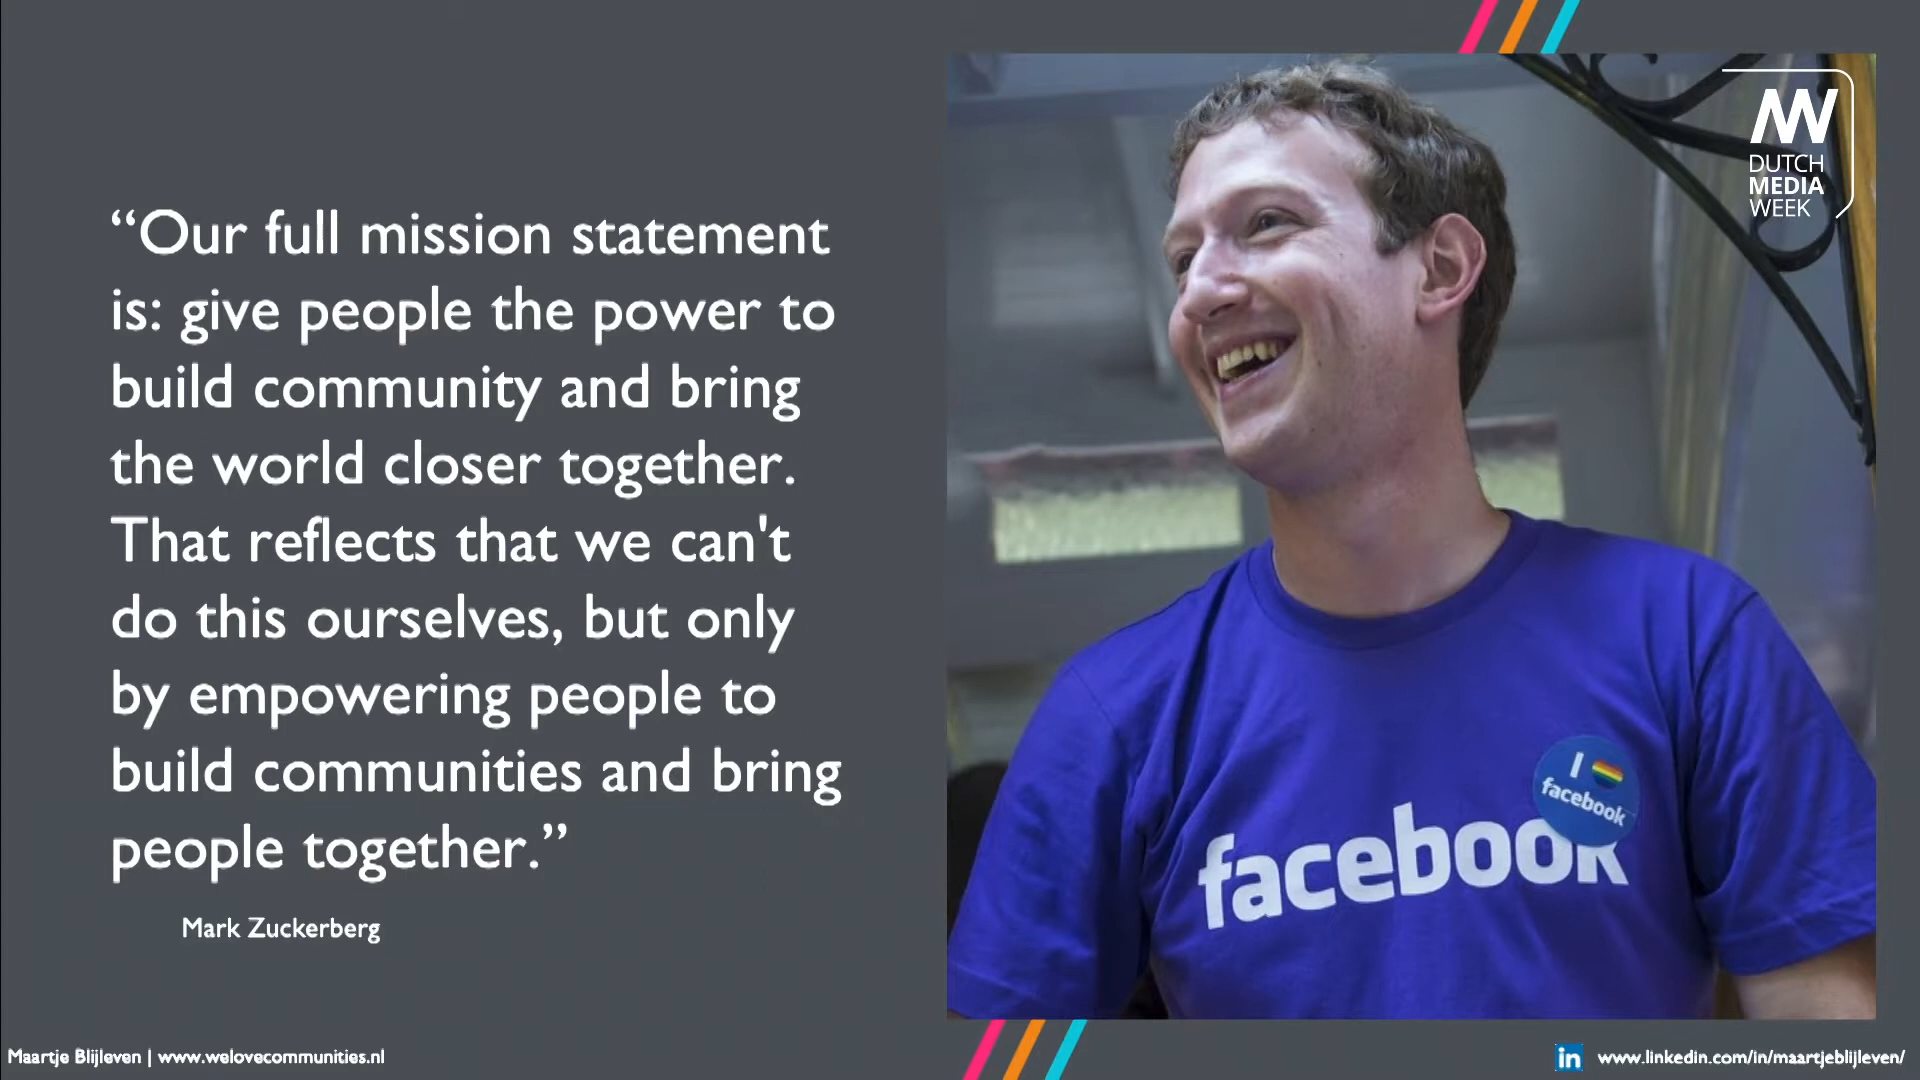 “Our full mission statement
is: give people the power to
build community and bring
the world closer together.
That reflects that we can't
do this ourselves, but only
by empowering people to
build communities and bring
people together.”
Mark Zuckerberg
DUTCH
MEDIA
WEEK
I
facebook
facebook
Maartje Blijleven | www.welovecommunities.nl
in www.linkedin.com/in/maartjeblijleven/